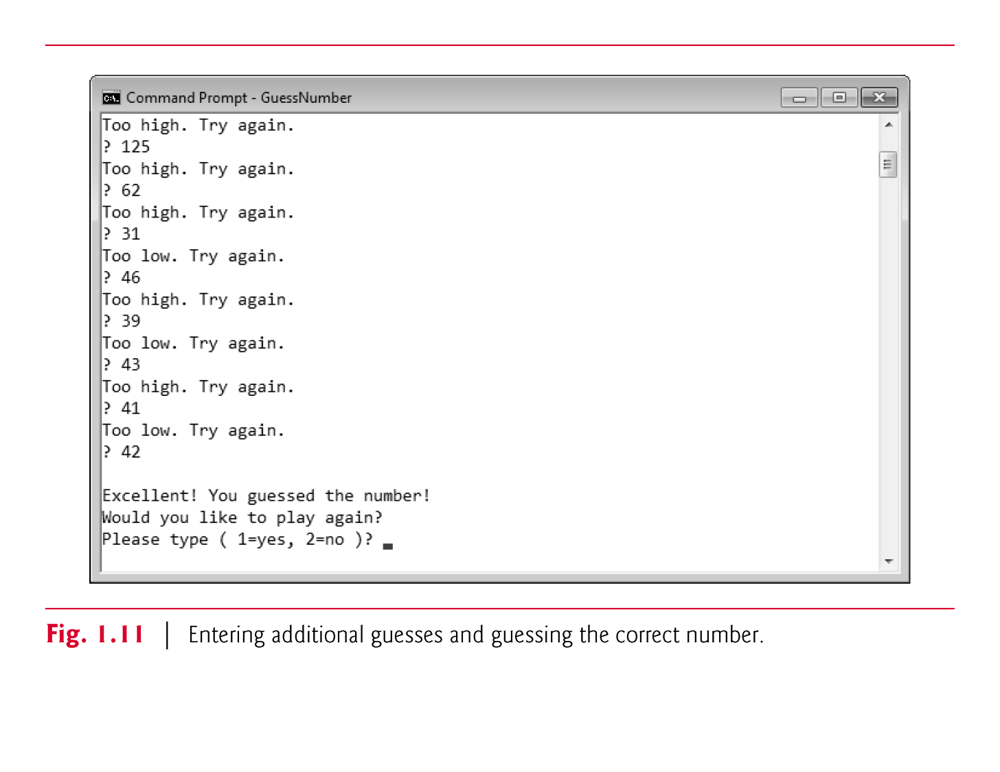 Command Prompt - GuessNumber
Too high. Try again.
? 125
Too high. Try again.
? 62
Too high. Try again.
? 31
Too low. Try again.
? 46
Too high. Try again.
? 39
Too low. Try again.
? 43
Too high. Try again.
? 41
Too low. Try again.
? 42
Excellent! You guessed the number!
Would you like to play again?
Please type ( 1=yes, 2=no )?
Fig. 1.11 | Entering additional guesses and guessing the correct number.